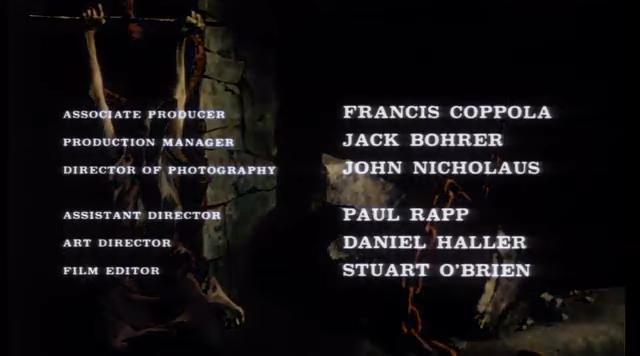 ASSOCIATE PRODUCER FRANCIS COPPOLA
PRODUCTION MANAGER JACK BOHRER
DIRECTOR OF PHOTOGRAPHY JOHN NICHOLAUS
ASSISTANT DIRECTOR PAUL RAPP
ART DIRECTOR DANIEL HALLER
FILM EDITOR STUART O'BRIEN